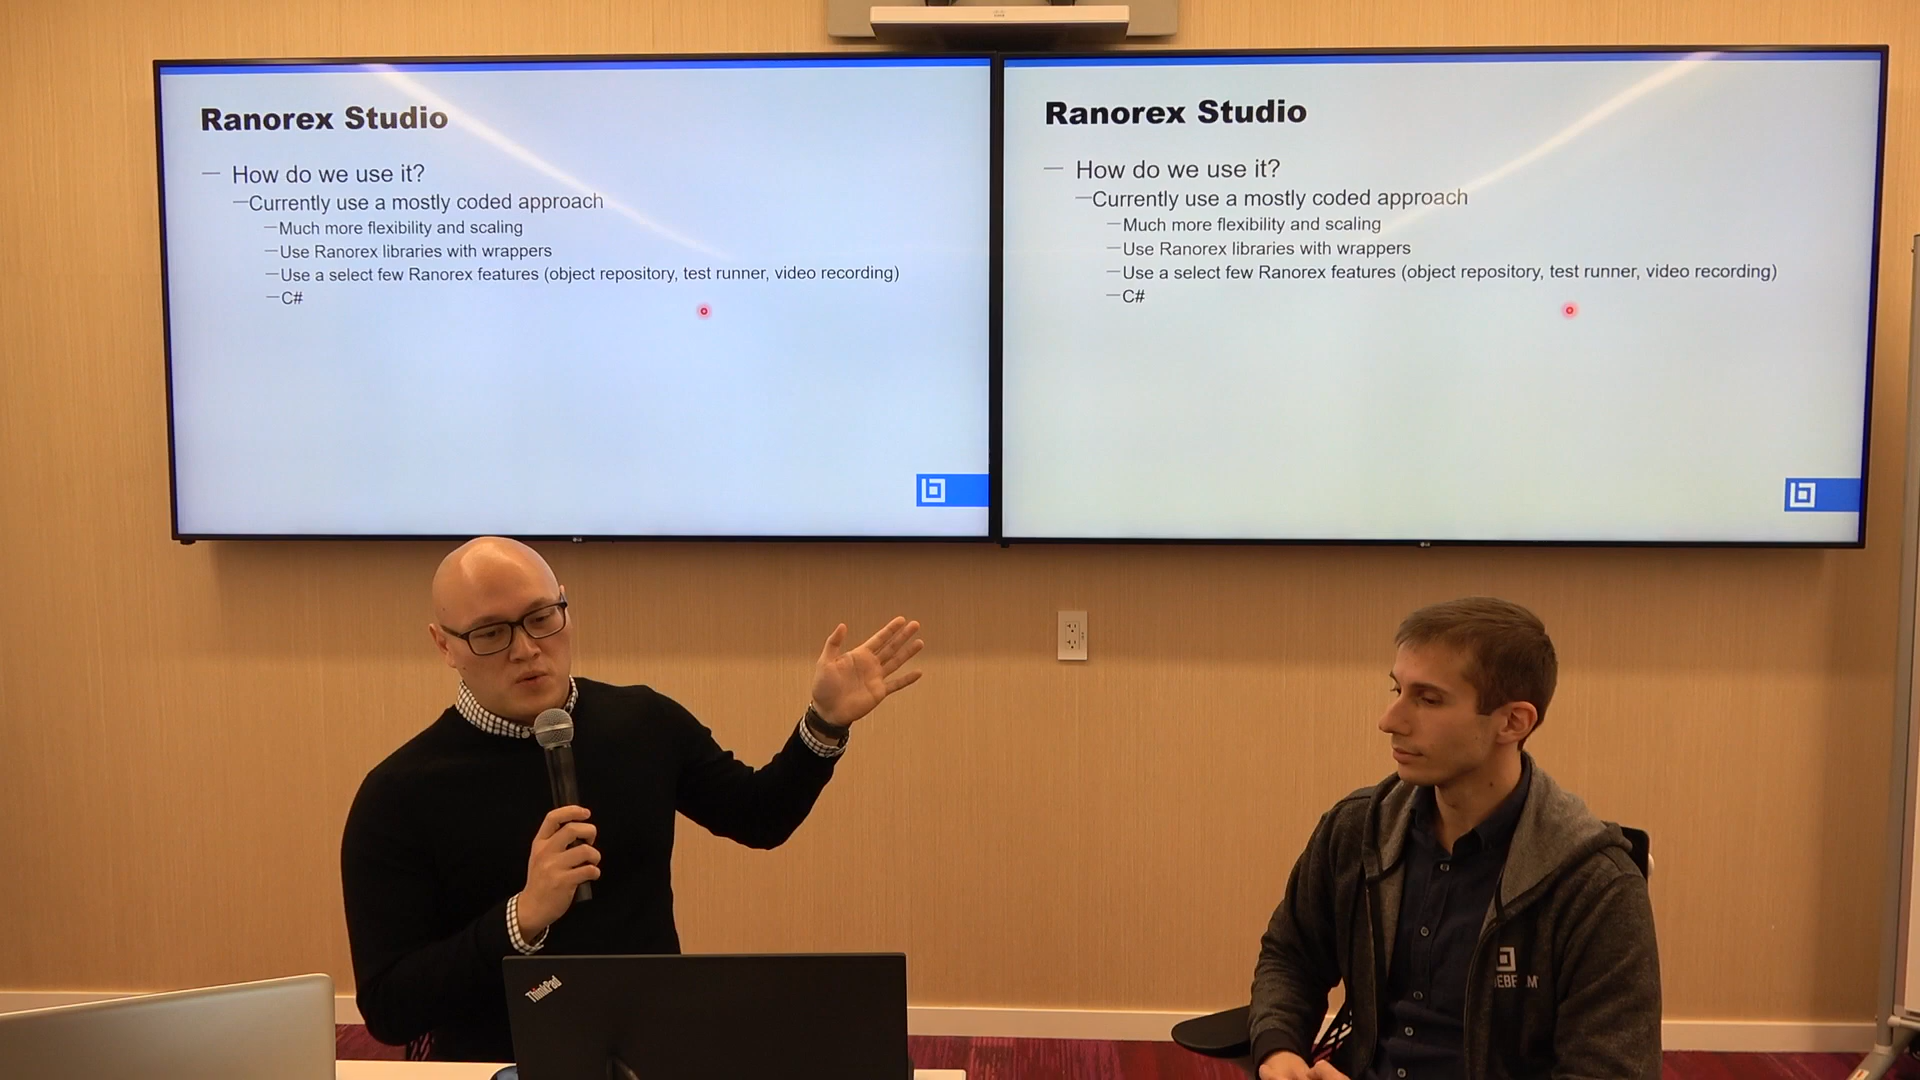 Ranorex Studio
— How do we use it?
—Currently use a mostly coded approach
—Much more flexibility and scaling
—Use Ranorex libraries with wrappers
—Use a select few Ranorex features (object repository, test runner, video recording)
—C#
Ranorex Studio
— How do we use it?
—Currently use a mostly coded approach
—Much more flexibility and scaling
—Use Ranorex libraries with wrappers
—Use a select few Ranorex features (object repository, test runner, video recording)
—C#
ThinkPad